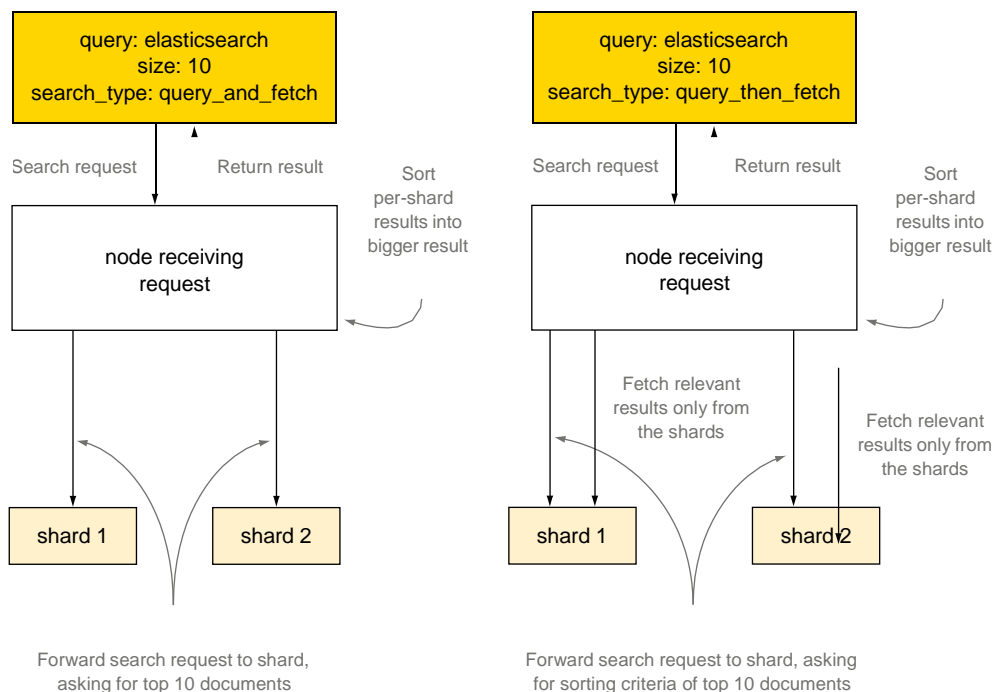 query: elasticsearch
size: 10
search_type: query_and_fetch
Search request
Return result
Sort
per-shard
results into
bigger result
node receiving
request
shard 1
shard 2
Forward search request to shard,
asking for top 10 documents
query: elasticsearch
size: 10
search_type: query_then_fetch
Search request
Return result
Sort
per-shard
results into
bigger result
node receiving
request
Fetch relevant
results only from
the shards
Fetch relevant
results only from
the shards
shard 1
shard 2
Forward search request to shard, asking
for sorting criteria of top 10 documents